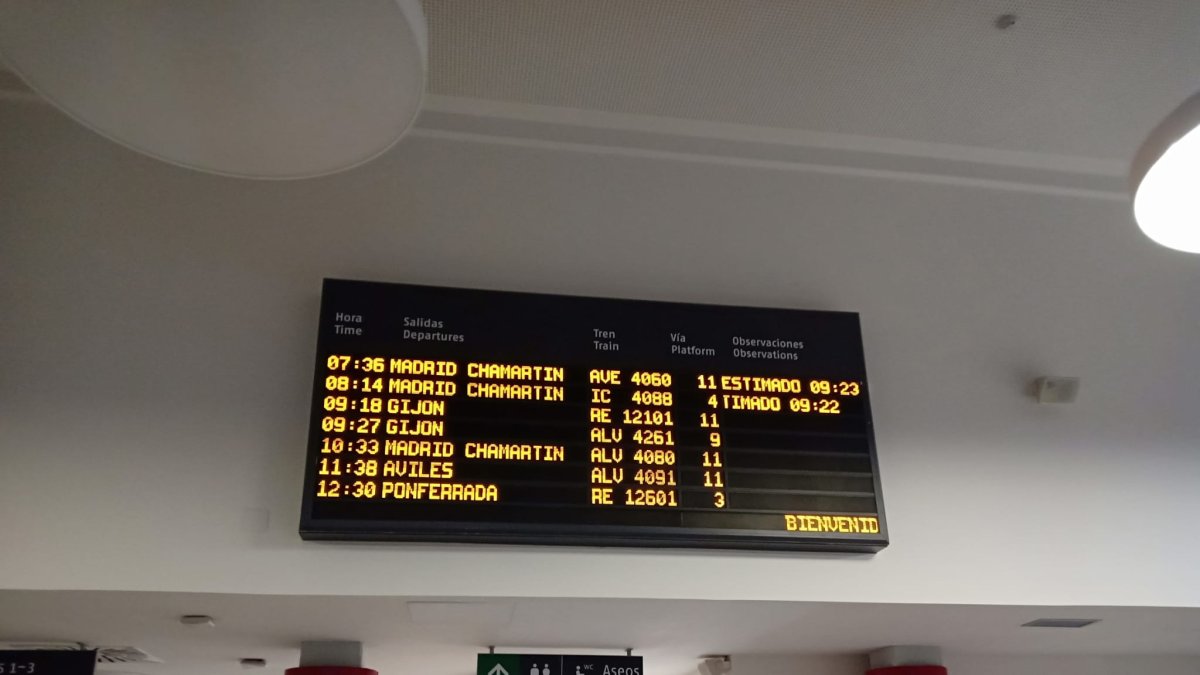 Hora Salidas Tren Vía Observaciones
Time Departures Train Platform Observations
07:36 MADRID CHAMARTIN AVE 4060 11 ESTIMADO 09:23
08:14 MADRID CHAMARTIN IC 4088 4 TIMADO 09:22
09:18 GIJON RE 12101 11
09:27 GIJON ALV 4261 9
10:33 MADRID CHAMARTIN ALV 4080 11
11:38 AVILES ALV 4091 11
12:30 PONFERRADA RE 12601 3
BIENVENID
S 1-3
WC Aseos